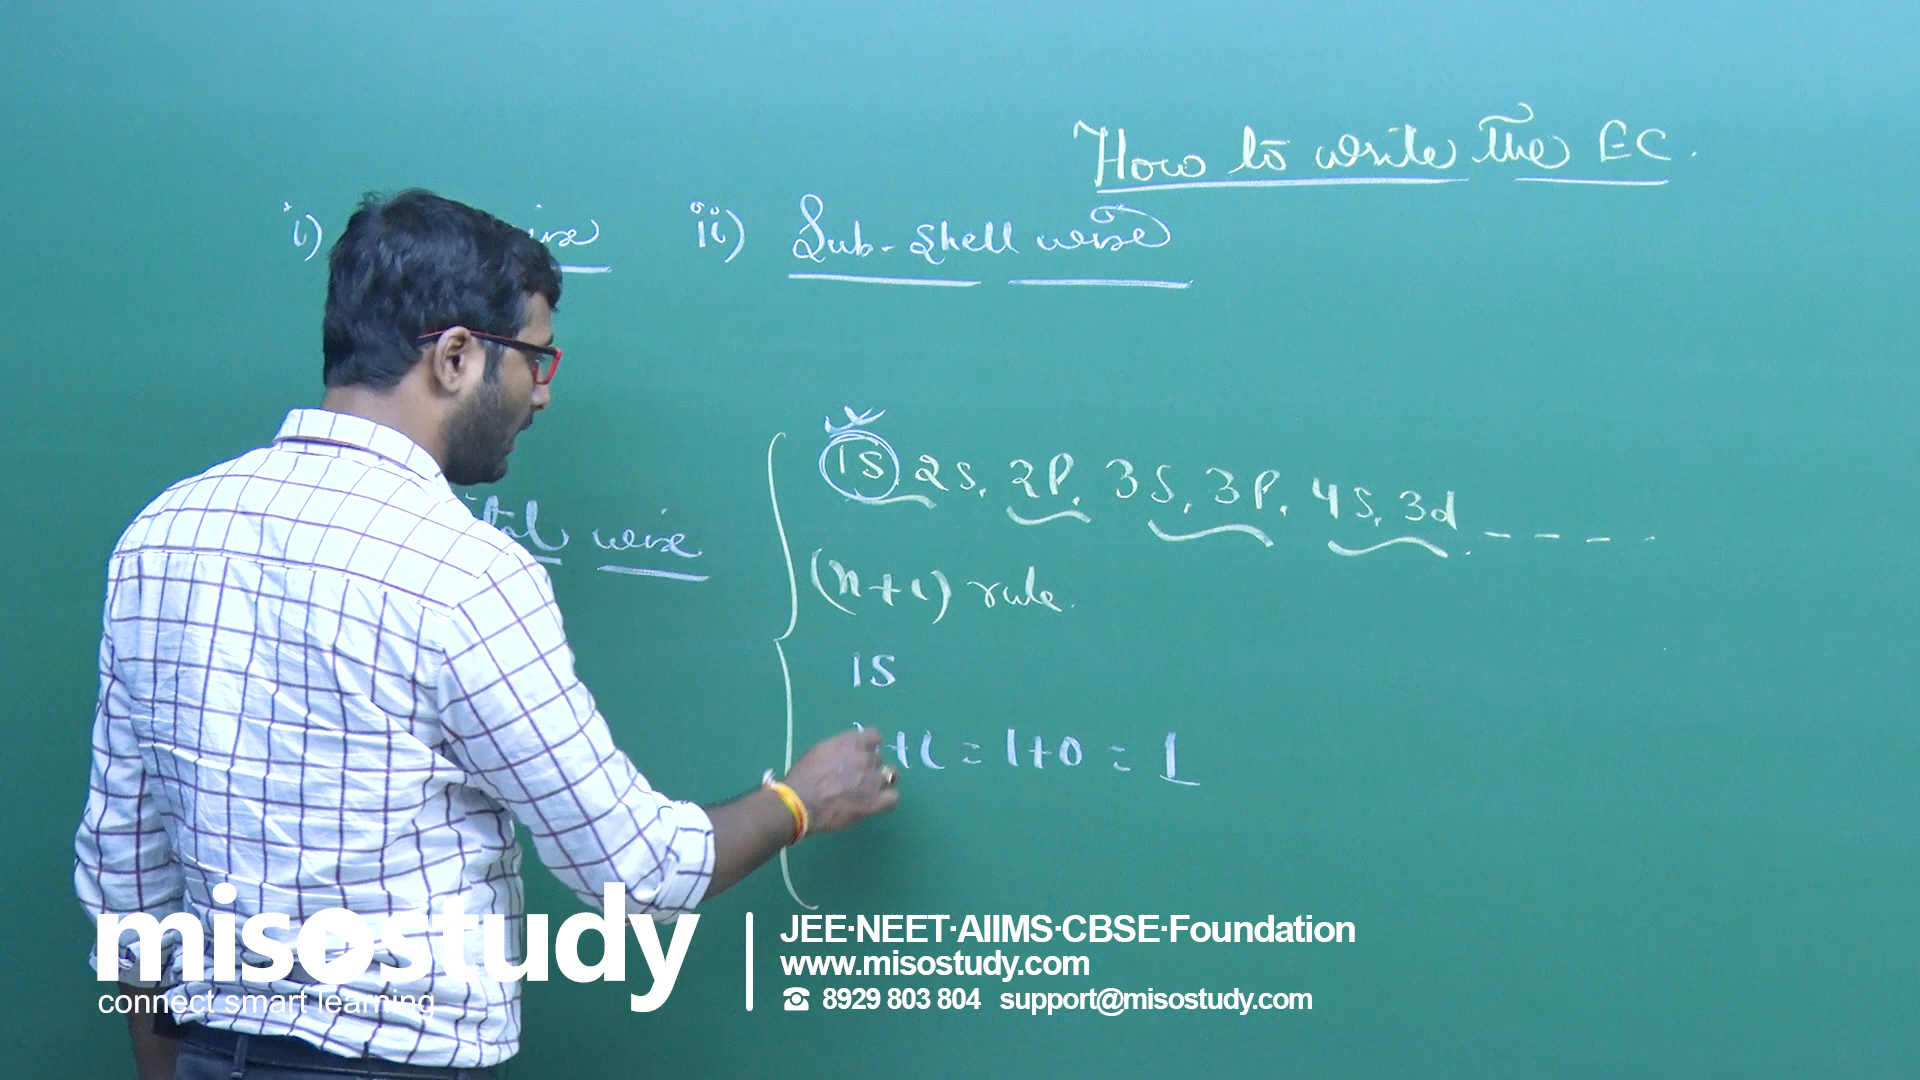 How to write the EC.
i) ii) Sub-shell wise
1s, 2s, 2p, 3s, 3p, 4s, 3d - - - -
wise
(n+l) rule.
1s
+l = 1+0 = 1
misostudy
connect smart learning
JEE·NEET·AIIMS·CBSE·Foundation
www.misostudy.com
☎ 8929 803 804 support@misostudy.com